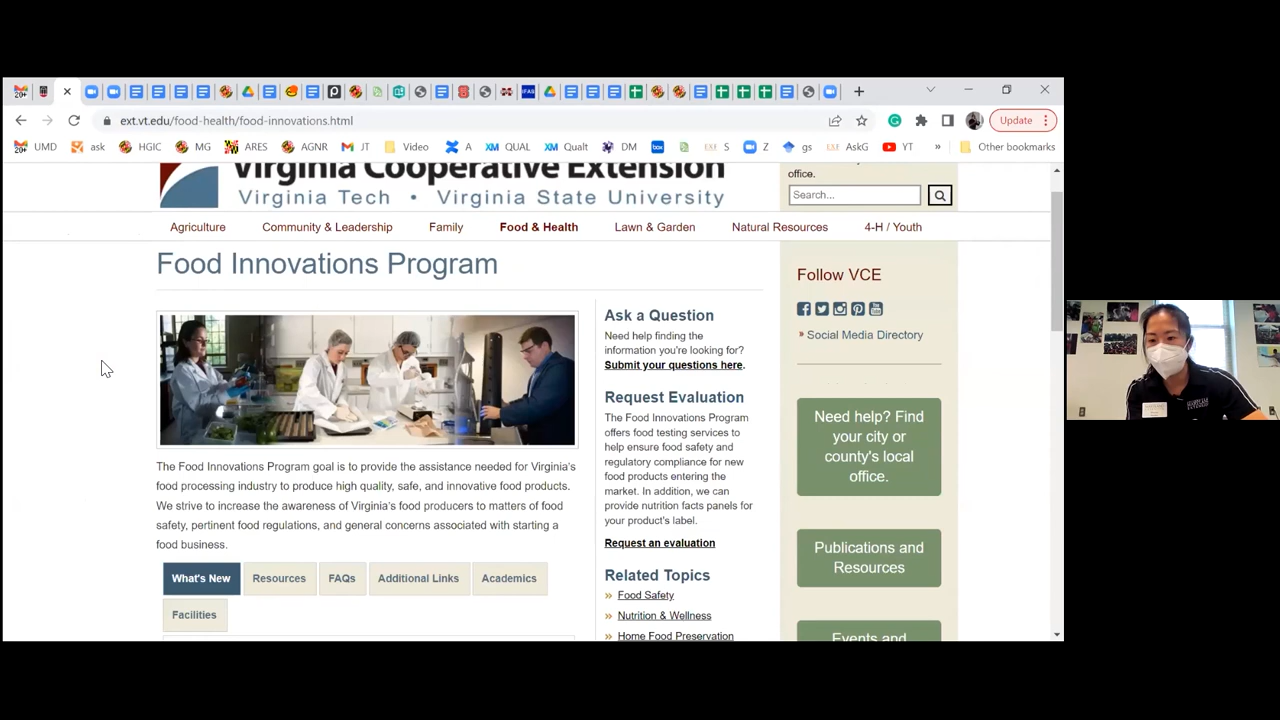 ext.vt.edu/food-health/food-innovations.html
Update
UMD
ask
HGIC
MG
ARES
AGNR
JT
Video
A
QUAL
Qualt
DM
box
S
Z
gs
AskG
YT
»
Other bookmarks
Virginia Cooperative Extension
Virginia Tech • Virginia State University
office.
Search...
Agriculture
Community & Leadership
Family
Food & Health
Lawn & Garden
Natural Resources
4-H / Youth
Food Innovations Program
The Food Innovations Program goal is to provide the assistance needed for Virginia's
food processing industry to produce high quality, safe, and innovative food products.
We strive to increase the awareness of Virginia's food producers to matters of food
safety, pertinent food regulations, and general concerns associated with starting a
food business.
What's New
Resources
FAQs
Additional Links
Academics
Facilities
Ask a Question
Need help finding the
information you're looking for?
Submit your questions here.
Request Evaluation
The Food Innovations Program
offers food testing services to
help ensure food safety and
regulatory compliance for new
food products entering the
market. In addition, we can
provide nutrition facts panels for
your product's label.
Request an evaluation
Related Topics
» Food Safety
» Nutrition & Wellness
» Home Food Preservation
Follow VCE
» Social Media Directory
Need help? Find
your city or
county's local
office.
Publications and
Resources
Events and